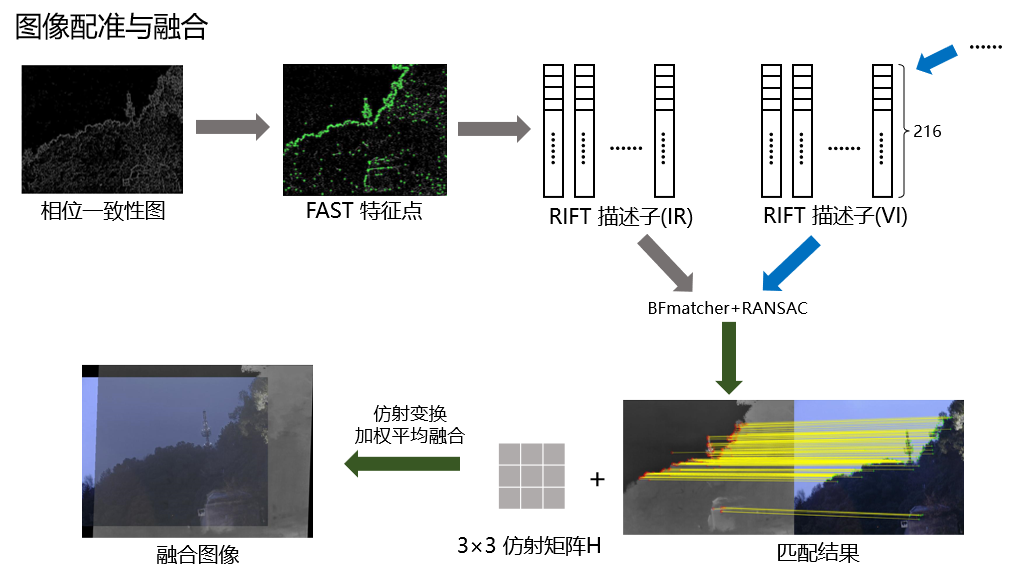 图像配准与融合
......
216
相位一致性图
FAST 特征点
......
RIFT 描述子(IR)
......
RIFT 描述子(VI)
BFmatcher+RANSAC
仿射变换
加权平均融合
+
融合图像
3×3 仿射矩阵H
匹配结果